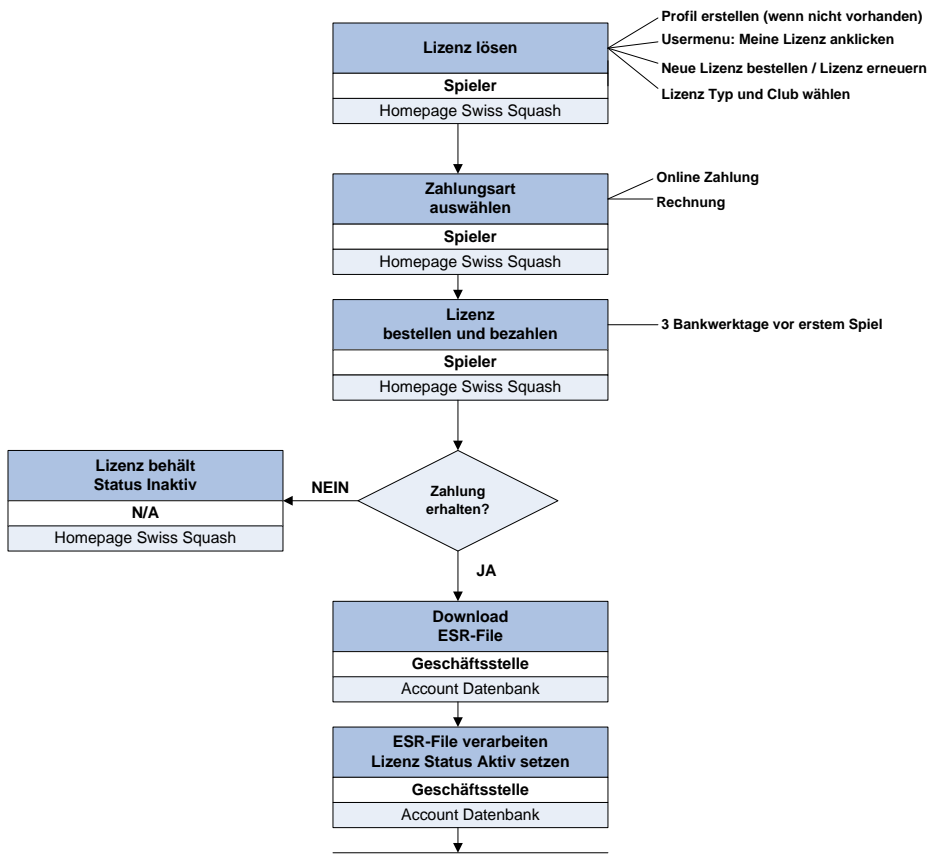 Lizenz lösen
Spieler
Homepage Swiss Squash
Profil erstellen (wenn nicht vorhanden)
Usermenu: Meine Lizenz anklicken
Neue Lizenz bestellen / Lizenz erneuern
Lizenz Typ und Club wählen
Zahlungsart
auswählen
Spieler
Homepage Swiss Squash
Online Zahlung
Rechnung
Lizenz
bestellen und bezahlen
Spieler
Homepage Swiss Squash
3 Bankwerktage vor erstem Spiel
Zahlung
erhalten?
NEIN
Lizenz behält
Status Inaktiv
N/A
Homepage Swiss Squash
JA
Download
ESR-File
Geschäftsstelle
Account Datenbank
ESR-File verarbeiten
Lizenz Status Aktiv setzen
Geschäftsstelle
Account Datenbank